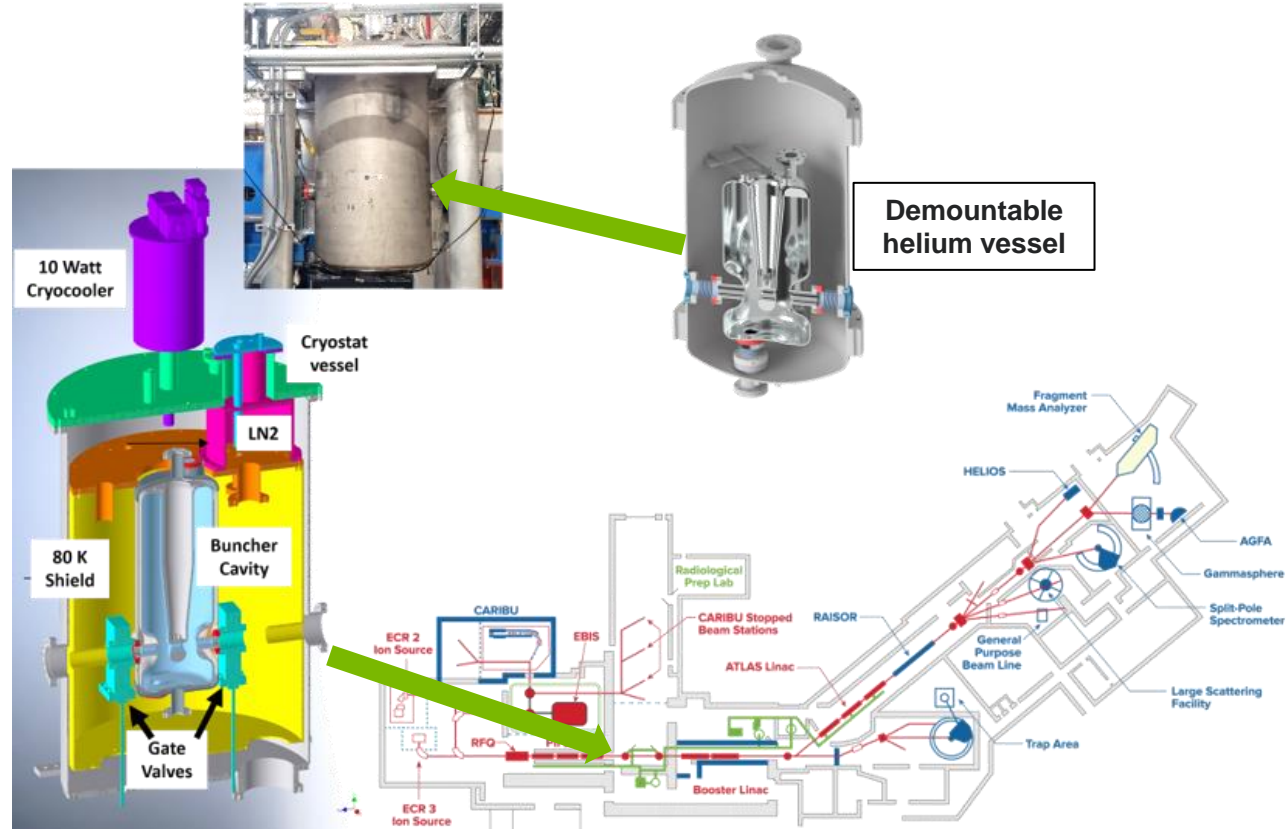 Demountable
helium vessel
10 Watt
Cryocooler
Cryostat
vessel
LN2
80 K
Shield
Buncher
Cavity
Gate
Valves
Fragment
Mass Analyzer
HELIOS
AGFA
Gammasphere
Split-Pole
Spectrometer
Radiological
Prep Lab
CARIBU
CARIBU Stopped
Beam Stations
RAISOR
ECR 2
Ion Source
EBIS
General
Purpose
Beam Line
ATLAS Linac
Large Scattering
Facility
RFQ
Trap Area
Booster Linac
ECR 3
Ion Source